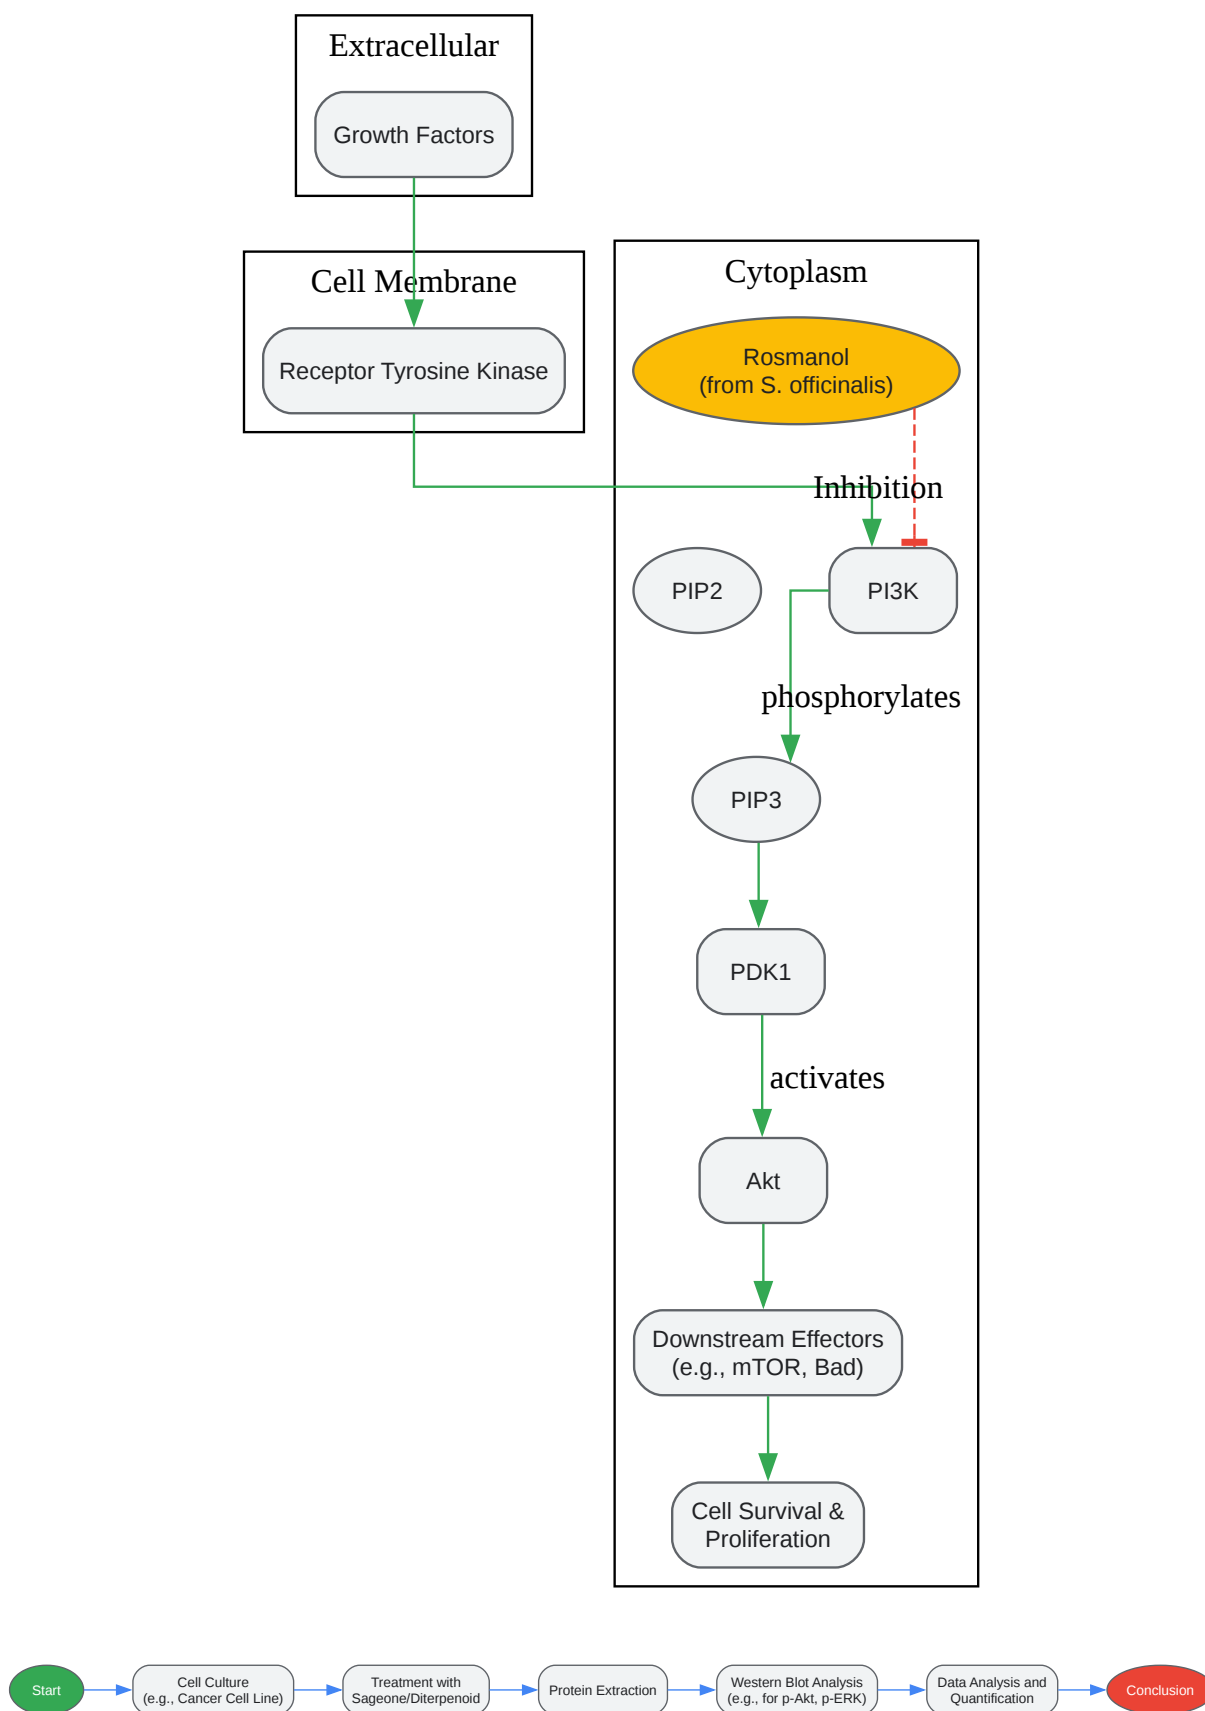 Extracellular
Growth Factors
Cell Membrane
Receptor Tyrosine Kinase
Cytoplasm
Rosmanol
(from S. officinalis)
Inhibition
PIP2
PI3K
phosphorylates
PIP3
PDK1
activates
Akt
Downstream Effectors
(e.g., mTOR, Bad)
Cell Survival &
Proliferation
Start
Cell Culture
(e.g., Cancer Cell Line)
Treatment with
Sageone/Diterpenoid
Protein Extraction
Western Blot Analysis
(e.g., for p-Akt, p-ERK)
Data Analysis and
Quantification
Conclusion